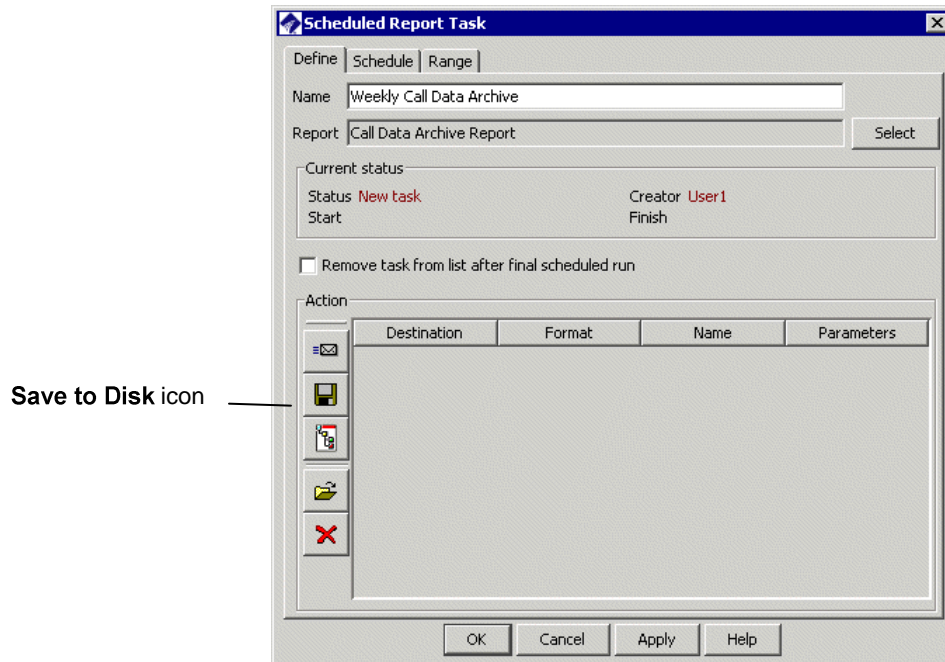 Scheduled Report Task
Define Schedule Range
Name Weekly Call Data Archive
Report Call Data Archive Report Select
Current status
Status New task Creator User1
Start Finish
Remove task from list after final scheduled run
Action
Destination Format Name Parameters
Save to Disk icon
OK Cancel Apply Help